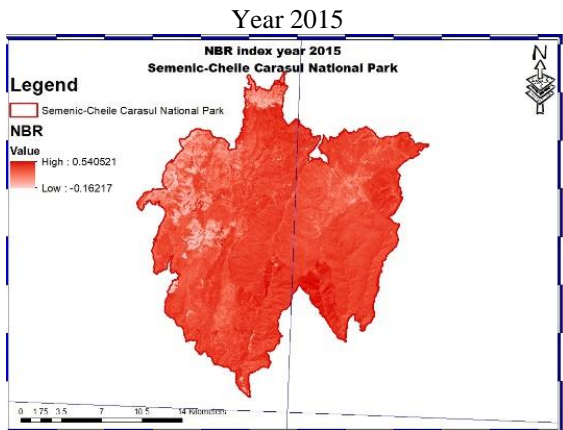 Year 2015
NBR index year 2015
Semenic-Cheile Carasul National Park
N
Legend
Semenic-Cheile Carasul National Park
NBR
Value
High : 0.540521
Low : -0.16217
0 1.75 3.5 7 10.5 14 Kilometers